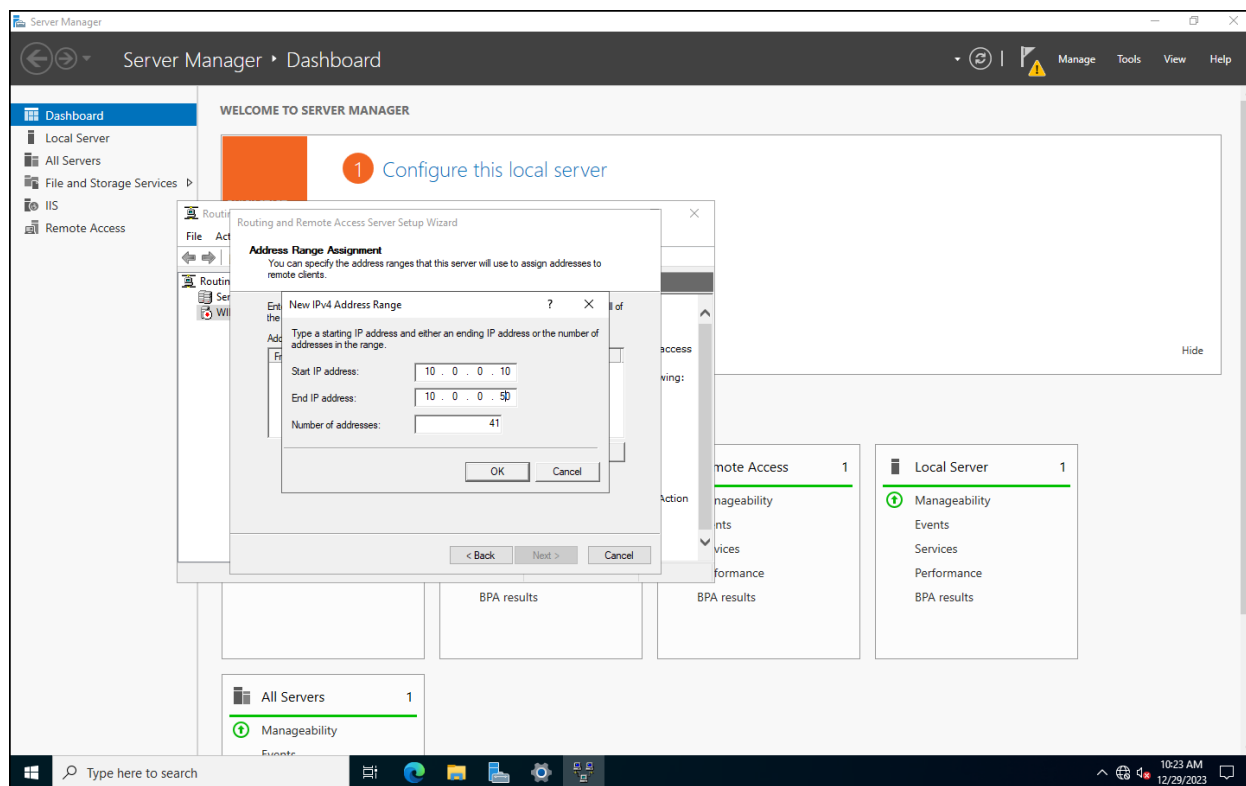 Server Manager
Server Manager • Dashboard
Manage Tools View Help
Dashboard
Local Server
All Servers
File and Storage Services
IIS
Remote Access
WELCOME TO SERVER MANAGER
1 Configure this local server
Hide
File
Routing and Remote Access Server Setup Wizard
Address Range Assignment
You can specify the address ranges that this server will use to assign addresses to
remote clients.
of
the
New IPv4 Address Range ? X
Type a starting IP address and either an ending IP address or the number of
addresses in the range.
Start IP address: 10 . 0 . 0 . 10
End IP address: 10 . 0 . 0 . 50
Number of addresses: 41
OK Cancel
< Back Next > Cancel
access
Action
Remote Access 1
BPA results
BPA results
Local Server 1
Manageability
Events
Services
Performance
BPA results
All Servers 1
Manageability
Events
Type here to search
10:23 AM
12/29/2023